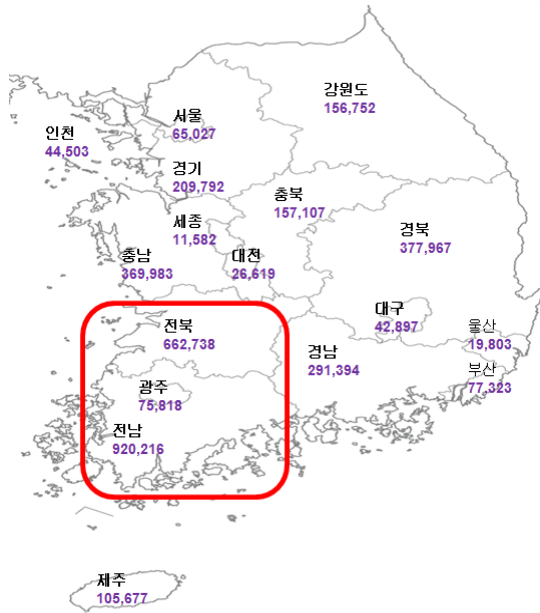 강원도
156,752
서울
65,027
인천
44,503
경기
209,792
충북
157,107
세종
11,582
경북
377,967
충남
369,983
대전
26,619
대구
42,897
울산
19,803
전북
662,738
경남
291,394
부산
77,323
광주
75,818
전남
920,216
제주
105,677